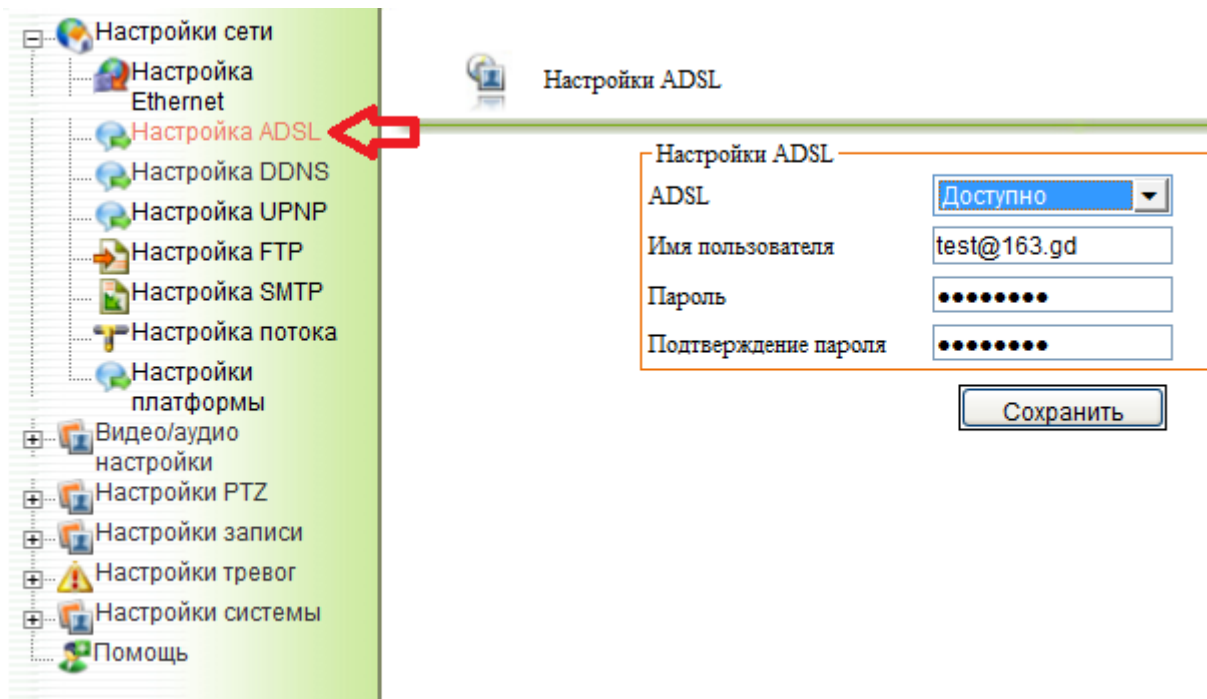 Настройки сети
Настройка
Ethernet
Настройка ADSL
Настройка DDNS
Настройка UPNP
Настройка FTP
Настройка SMTP
Настройка потока
Настройки
платформы
Видео/аудио
настройки
Настройки PTZ
Настройки записи
Настройки тревог
Настройки системы
Помощь
Настройки ADSL
Настройки ADSL
ADSL
Доступно
Имя пользователя
test@163.gd
Пароль
●●●●●●●●
Подтверждение пароля
●●●●●●●●
Сохранить